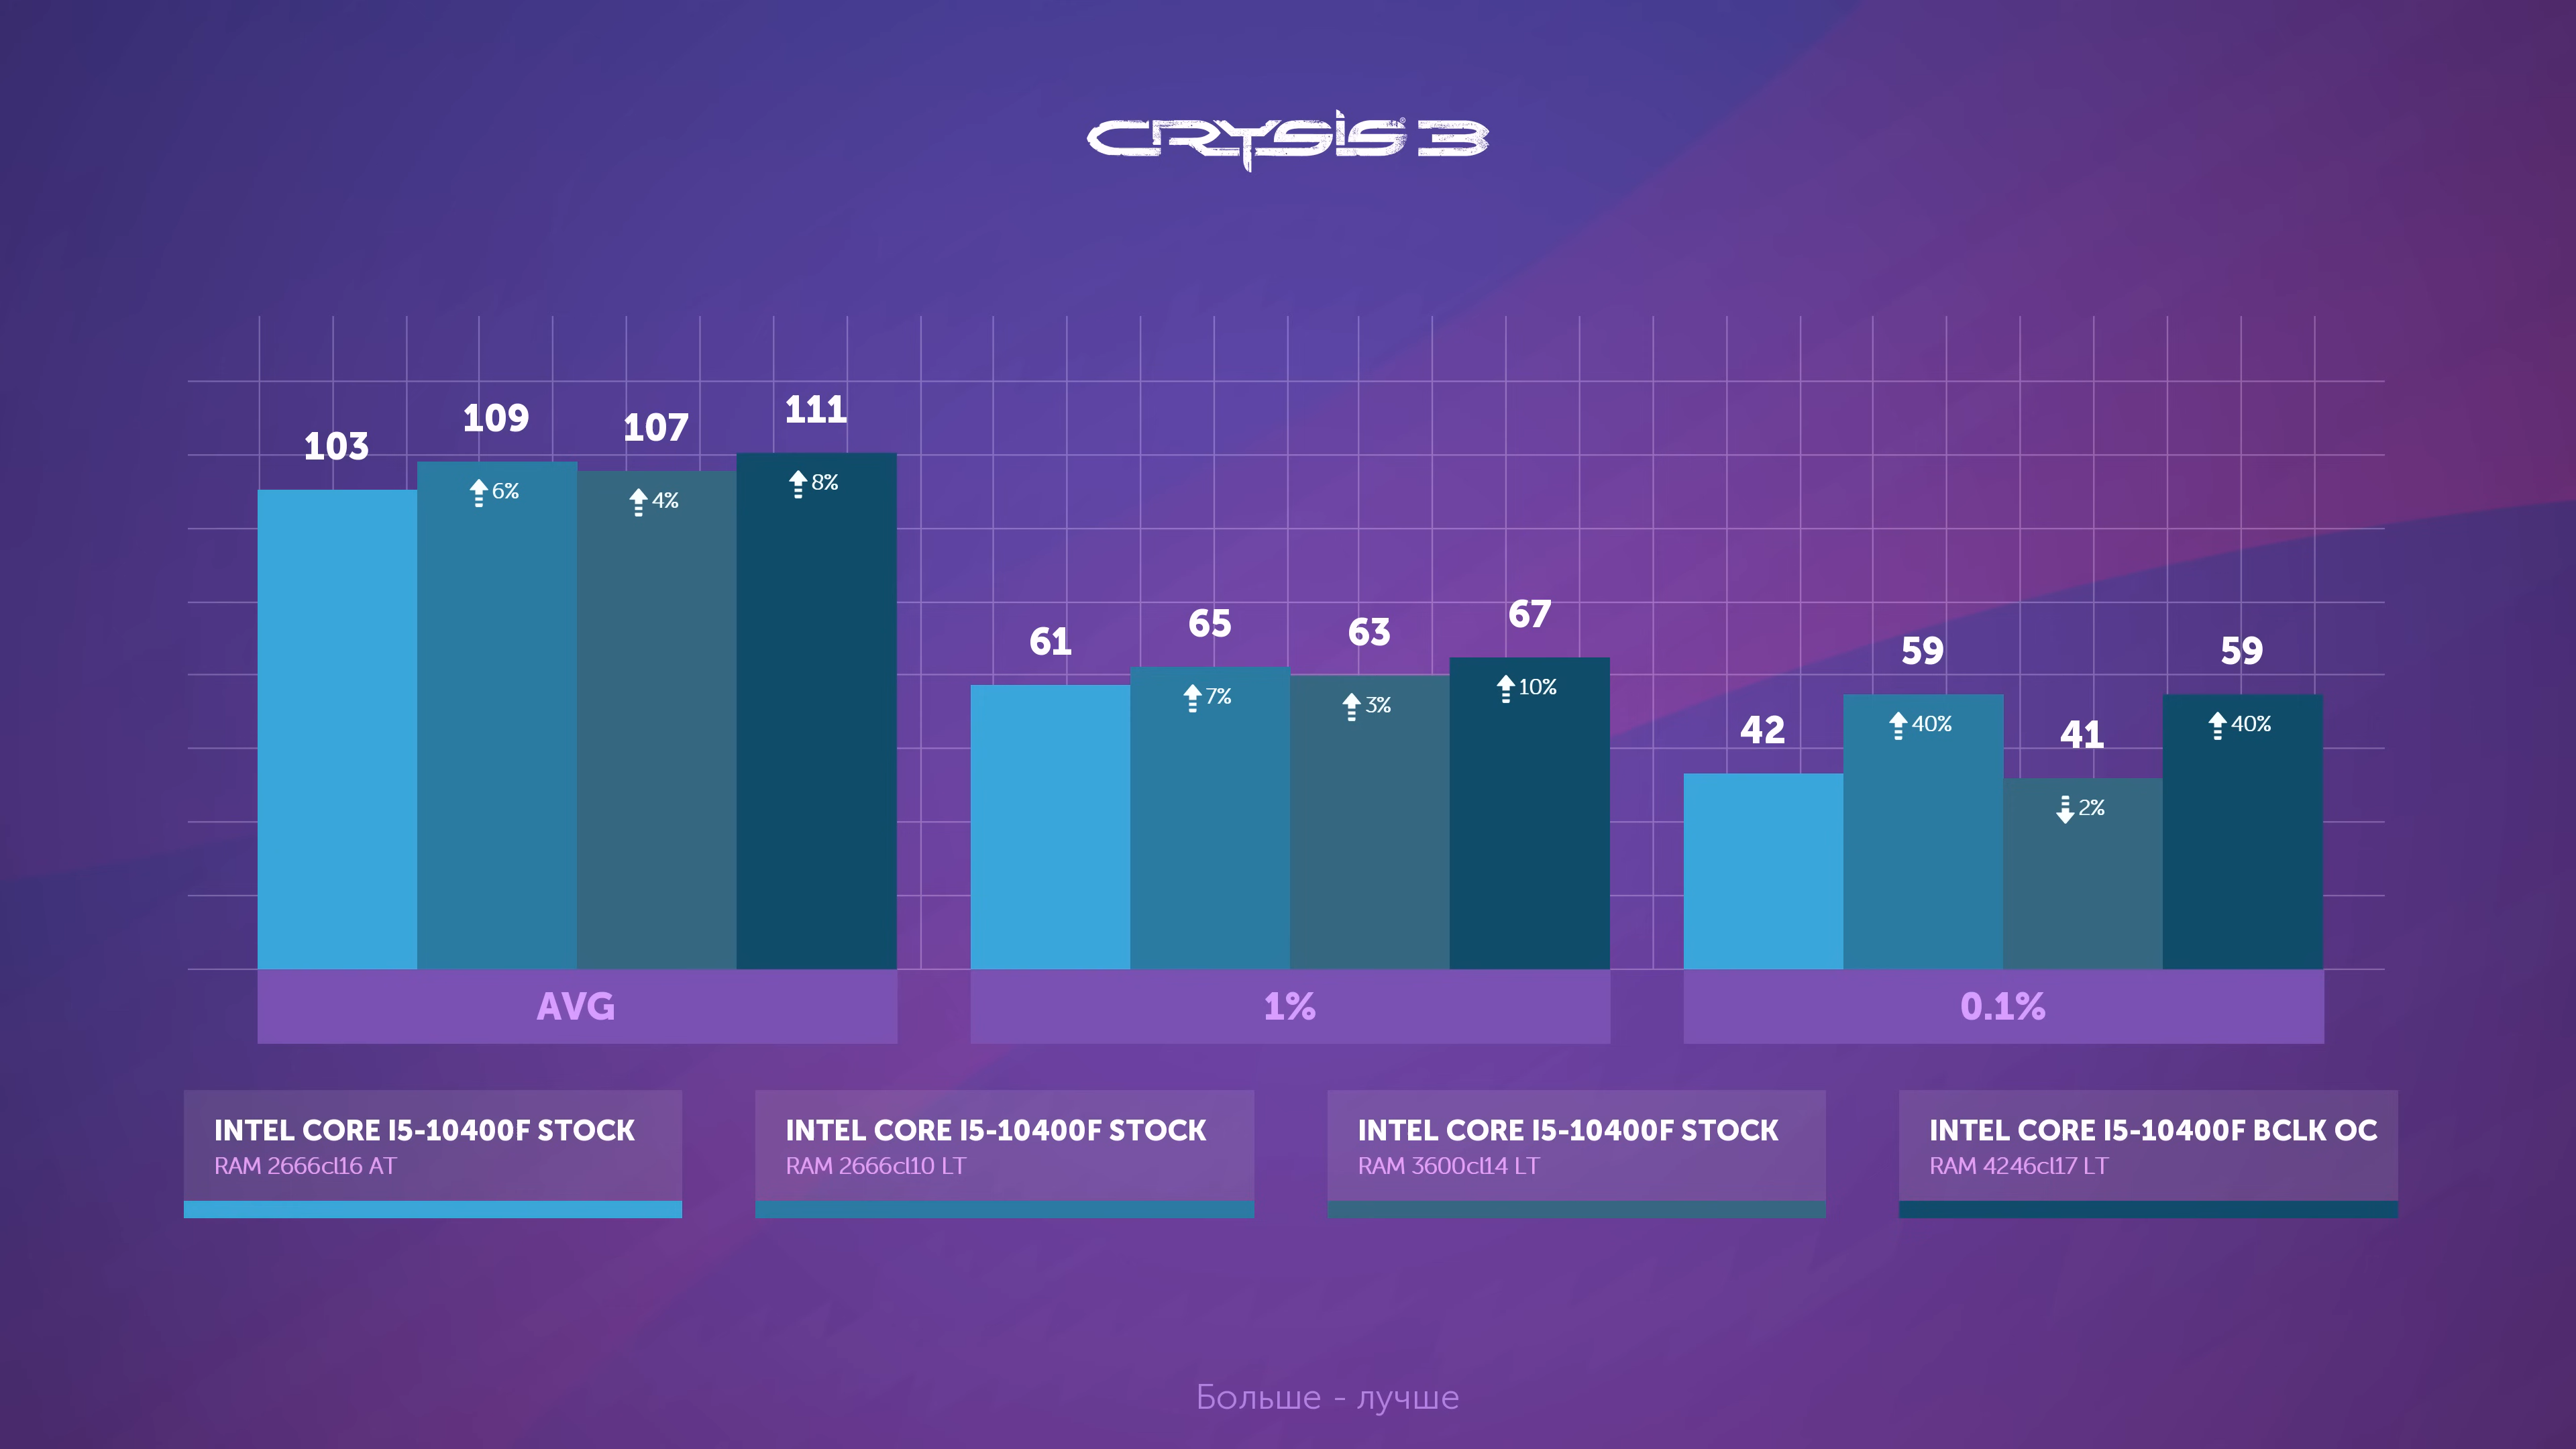 CRYSIS 3
103
109
107
111
6%
4%
8%
61
65
63
67
7%
3%
10%
42
59
41
59
40%
2%
40%
AVG
1%
0.1%
INTEL CORE I5-10400F STOCK
RAM 2666cl16 AT
INTEL CORE I5-10400F STOCK
RAM 2666cl10 LT
INTEL CORE I5-10400F STOCK
RAM 3600cl14 LT
INTEL CORE I5-10400F BCLK OC
RAM 4246cl17 LT
Больше - лучше